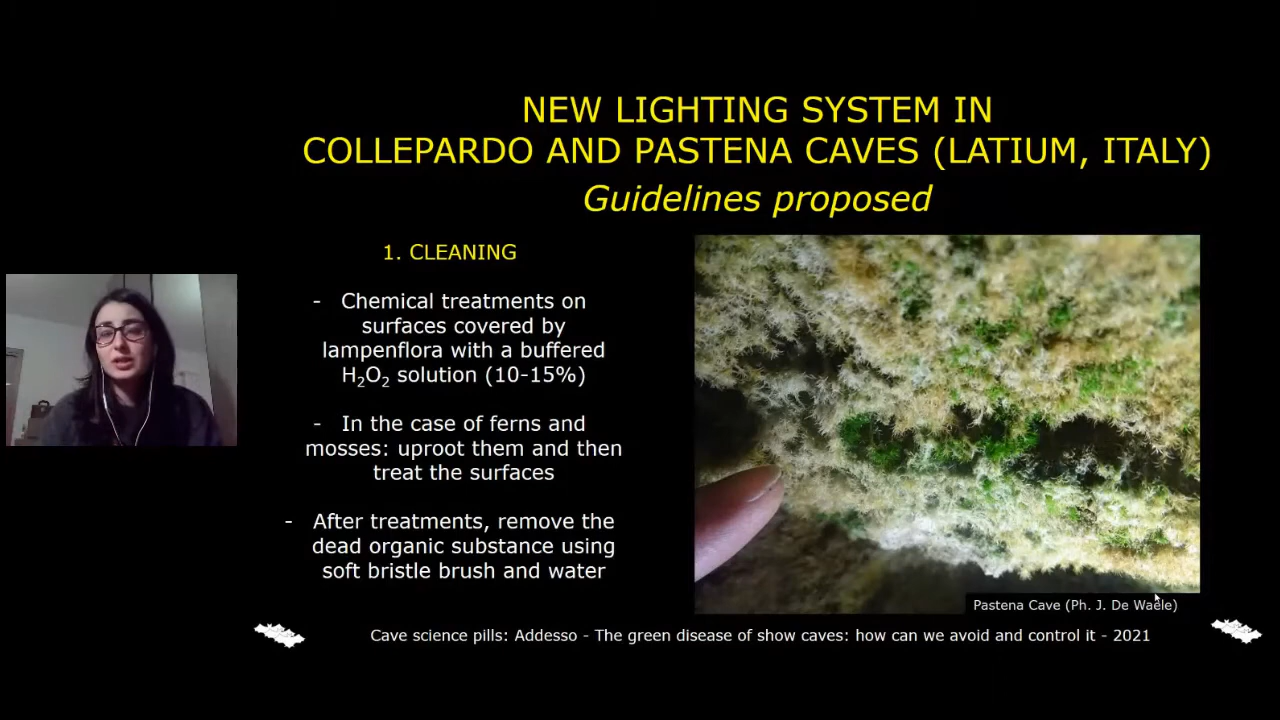 NEW LIGHTING SYSTEM IN
COLLEPARDO AND PASTENA CAVES (LATIUM, ITALY)
Guidelines proposed
1. CLEANING
- Chemical treatments on
surfaces covered by
lampenflora with a buffered
H₂O₂ solution (10-15%)
- In the case of ferns and
mosses: uproot them and then
treat the surfaces
- After treatments, remove the
dead organic substance using
soft bristle brush and water
Pastena Cave (Ph. J. De Waele)
Cave science pills: Addesso - The green disease of show caves: how can we avoid and control it - 2021